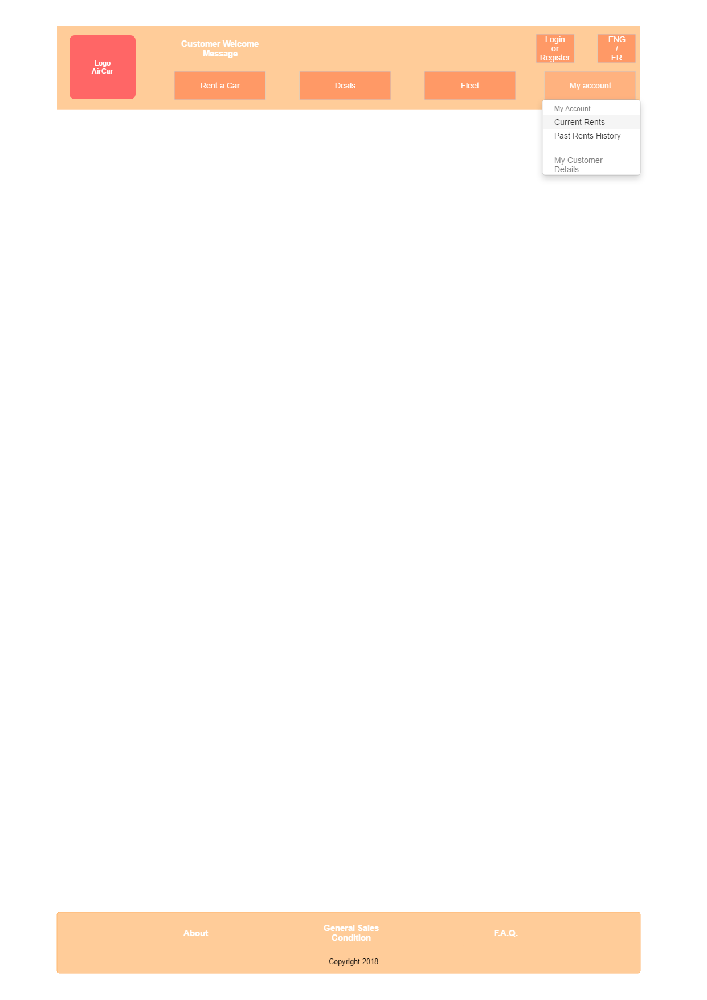 Logo
AirCar
Customer Welcome
Message
Login
or
Register
ENG
/
FR
Rent a Car
Deals
Fleet
My account
My Account
Current Rents
Past Rents History
My Customer
Details
About
General Sales
Condition
F.A.Q.
Copyright 2018